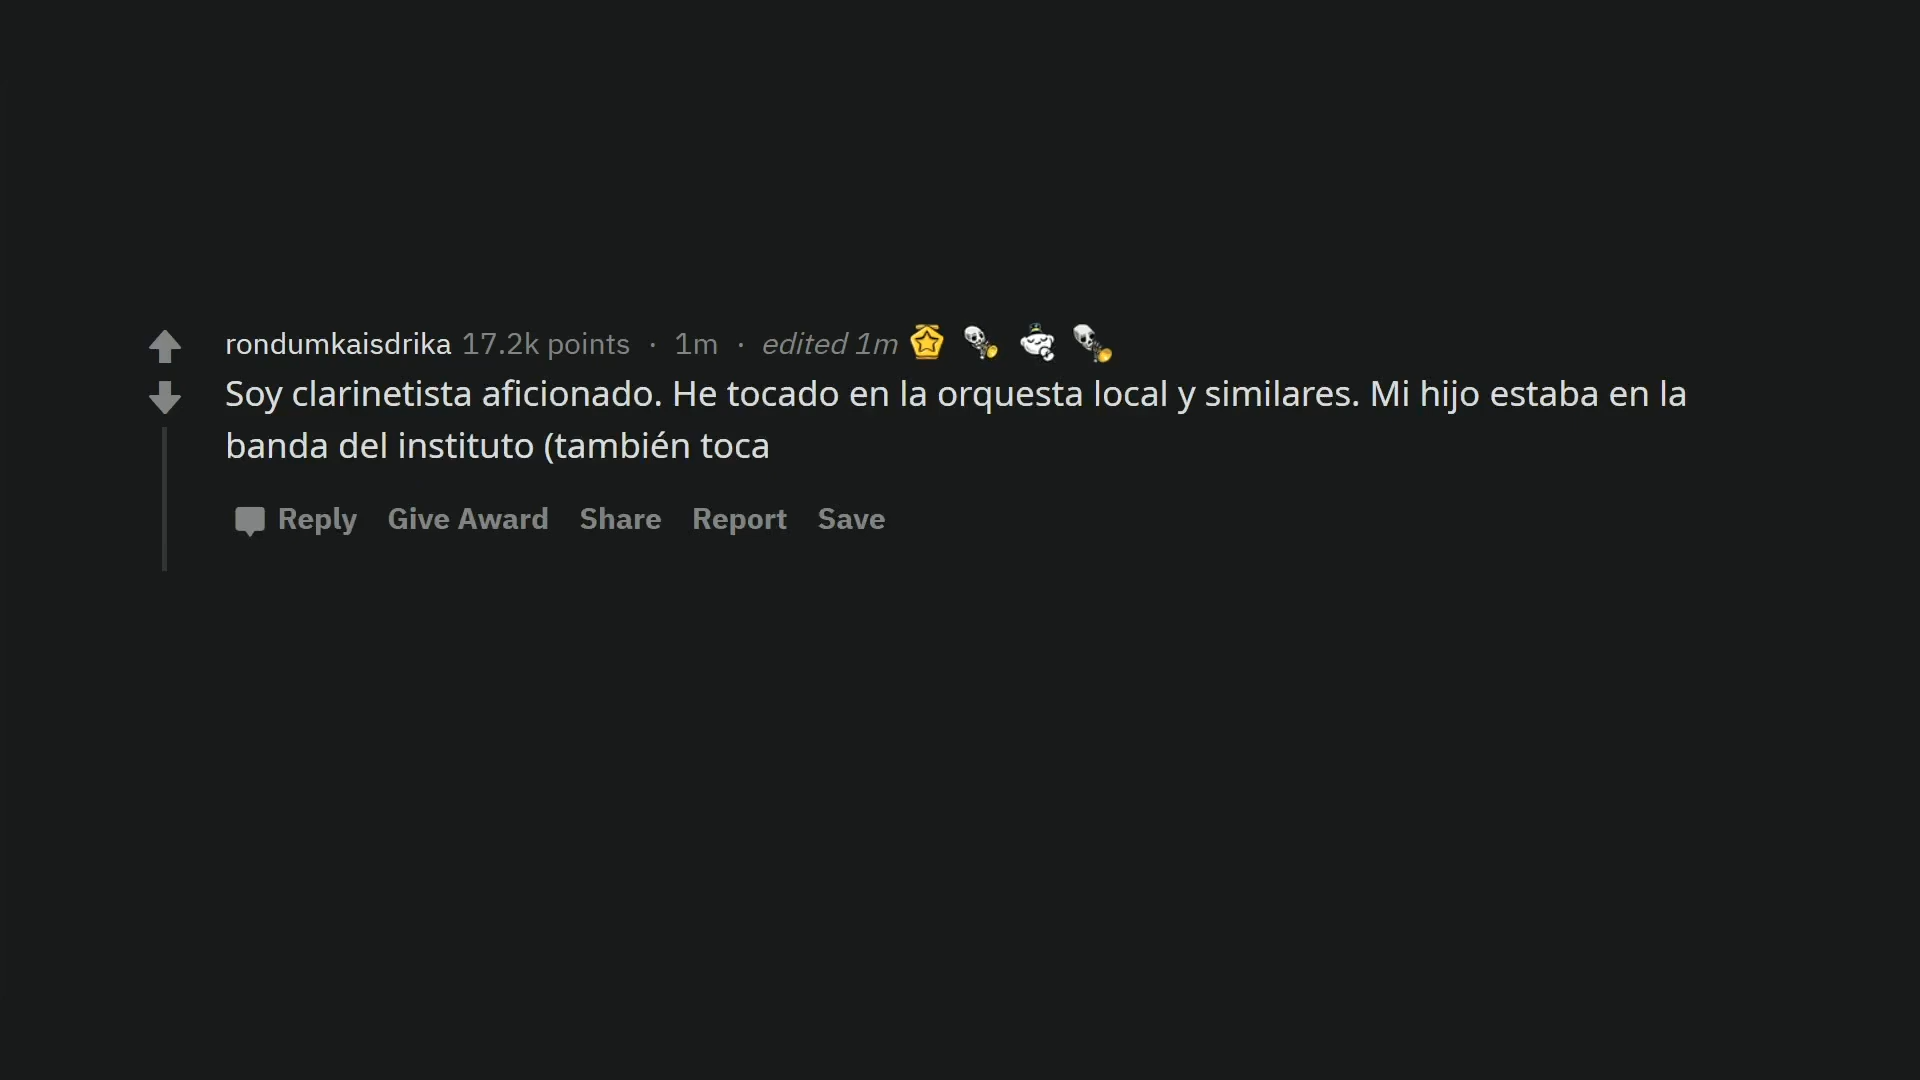 rondumkaisdrika 17.2k points · 1m · edited 1m
Soy clarinetista aficionado. He tocado en la orquesta local y similares. Mi hijo estaba en la
banda del instituto (también toca
Reply Give Award Share Report Save